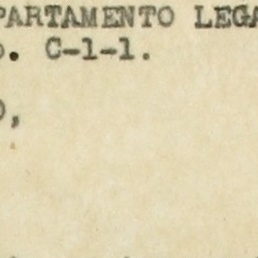 PARTAMENTO LEGA
o. C-1-1.
O,